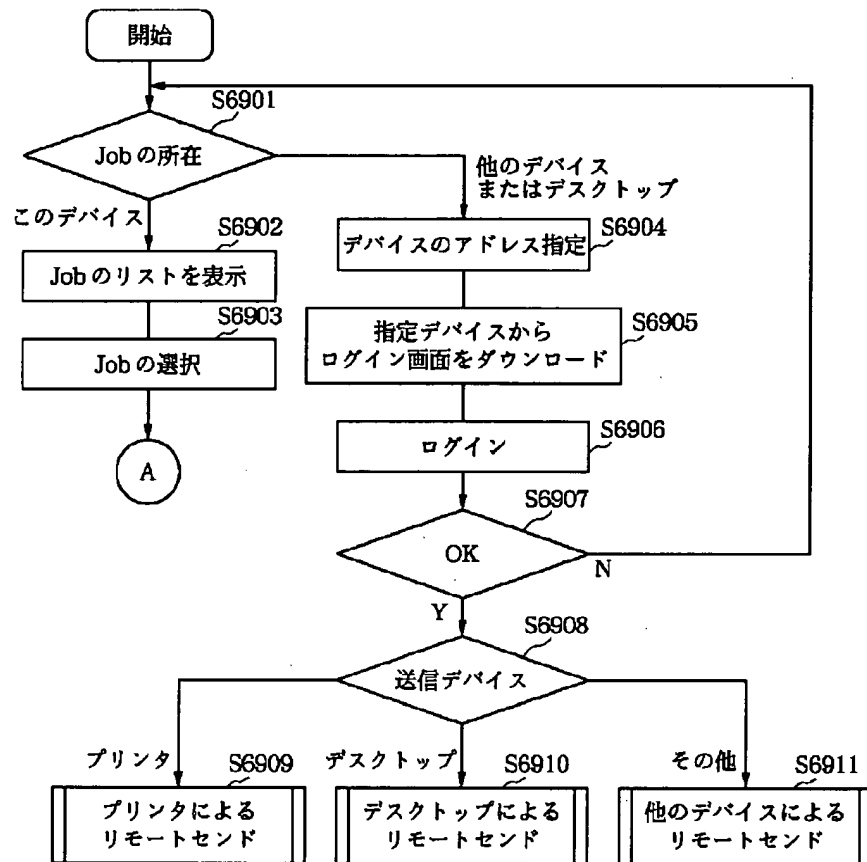 開始
S6901
Jobの所在
他のデバイス
またはデスクトップ
このデバイス
S6902
Jobのリストを表示
S6903
Jobの選択
A
S6904
デバイスのアドレス指定
S6905
指定デバイスから
ログイン画面をダウンロード
S6906
ログイン
S6907
OK
N
Y
S6908
送信デバイス
プリンタ
S6909
プリンタによる
リモートセンド
デスクトップ
S6910
デスクトップによる
リモートセンド
その他
S6911
他のデバイスによる
リモートセンド